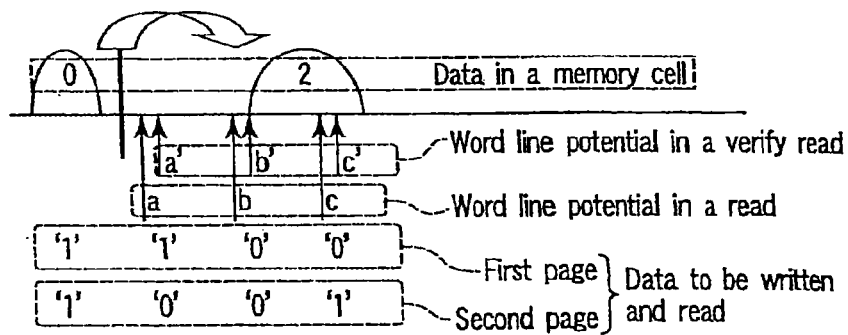 0 2 Data in a memory cell
a' b' c' Word line potential in a verify read
a b c Word line potential in a read
'1' '1' '0' '0' First page
'1' '0' '0' '1' Second page
Data to be written
and read